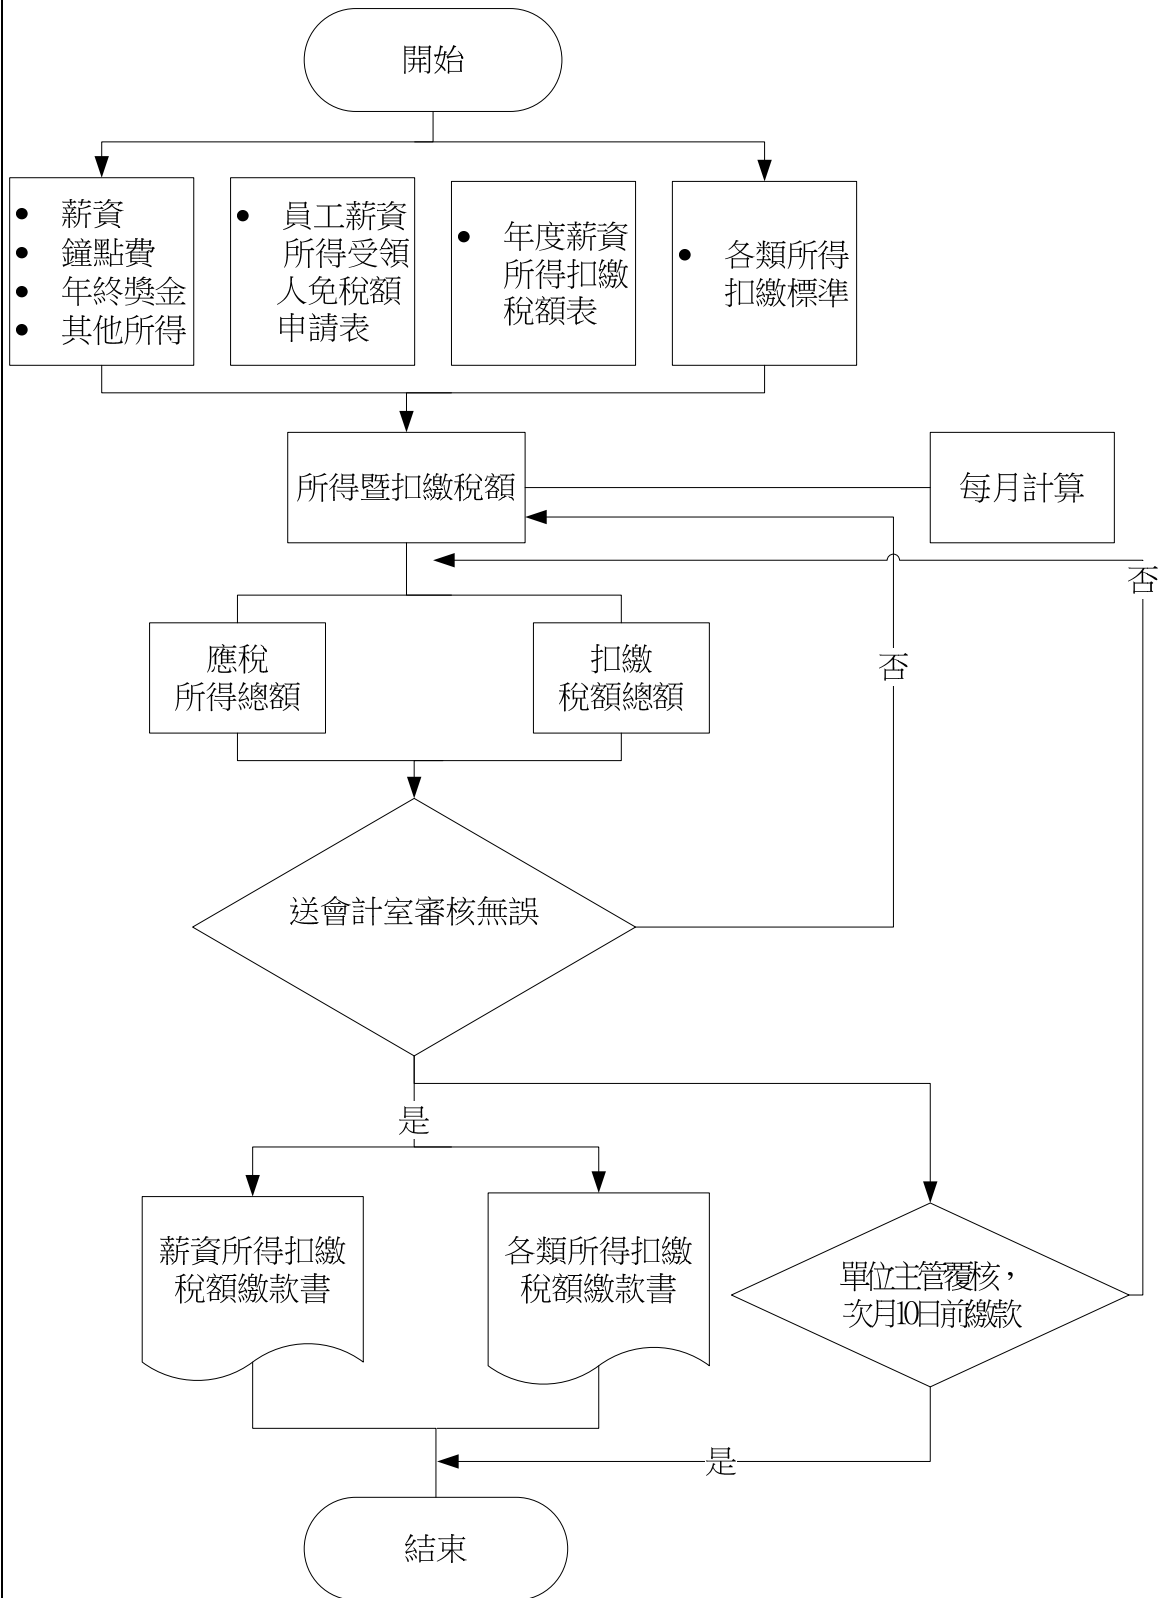 開始
薪資
鐘點費
年終獎金
其他所得
員工薪資
所得受領
人免稅額
申請表
年度薪資
所得扣繳
稅額表
各類所得
扣繳標準
所得暨扣繳稅額
每月計算
否
應稅
所得總額
扣繳
稅額總額
否
送會計室審核無誤
是
薪資所得扣繳
稅額繳款書
各類所得扣繳
稅額繳款書
單位主管覆核，
次月10日前繳款
是
結束